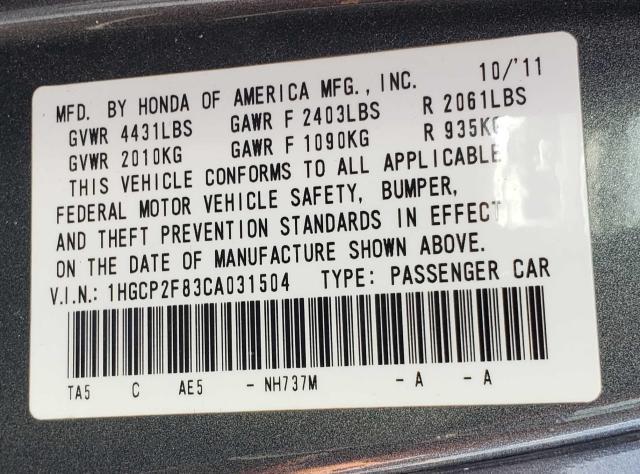 MFD. BY HONDA OF AMERICA MFG., INC. 10/'11
GVWR 4431LBS GAWR F 2403LBS R 2061LBS
GVWR 2010KG GAWR F 1090KG R 935KG
THIS VEHICLE CONFORMS TO ALL APPLICABLE
FEDERAL MOTOR VEHICLE SAFETY, BUMPER,
AND THEFT PREVENTION STANDARDS IN EFFECT
ON THE DATE OF MANUFACTURE SHOWN ABOVE.
V.I.N.: 1HGCP2F83CA031504 TYPE: PASSENGER CAR
TA5 C AE5 - NH737M - A - A